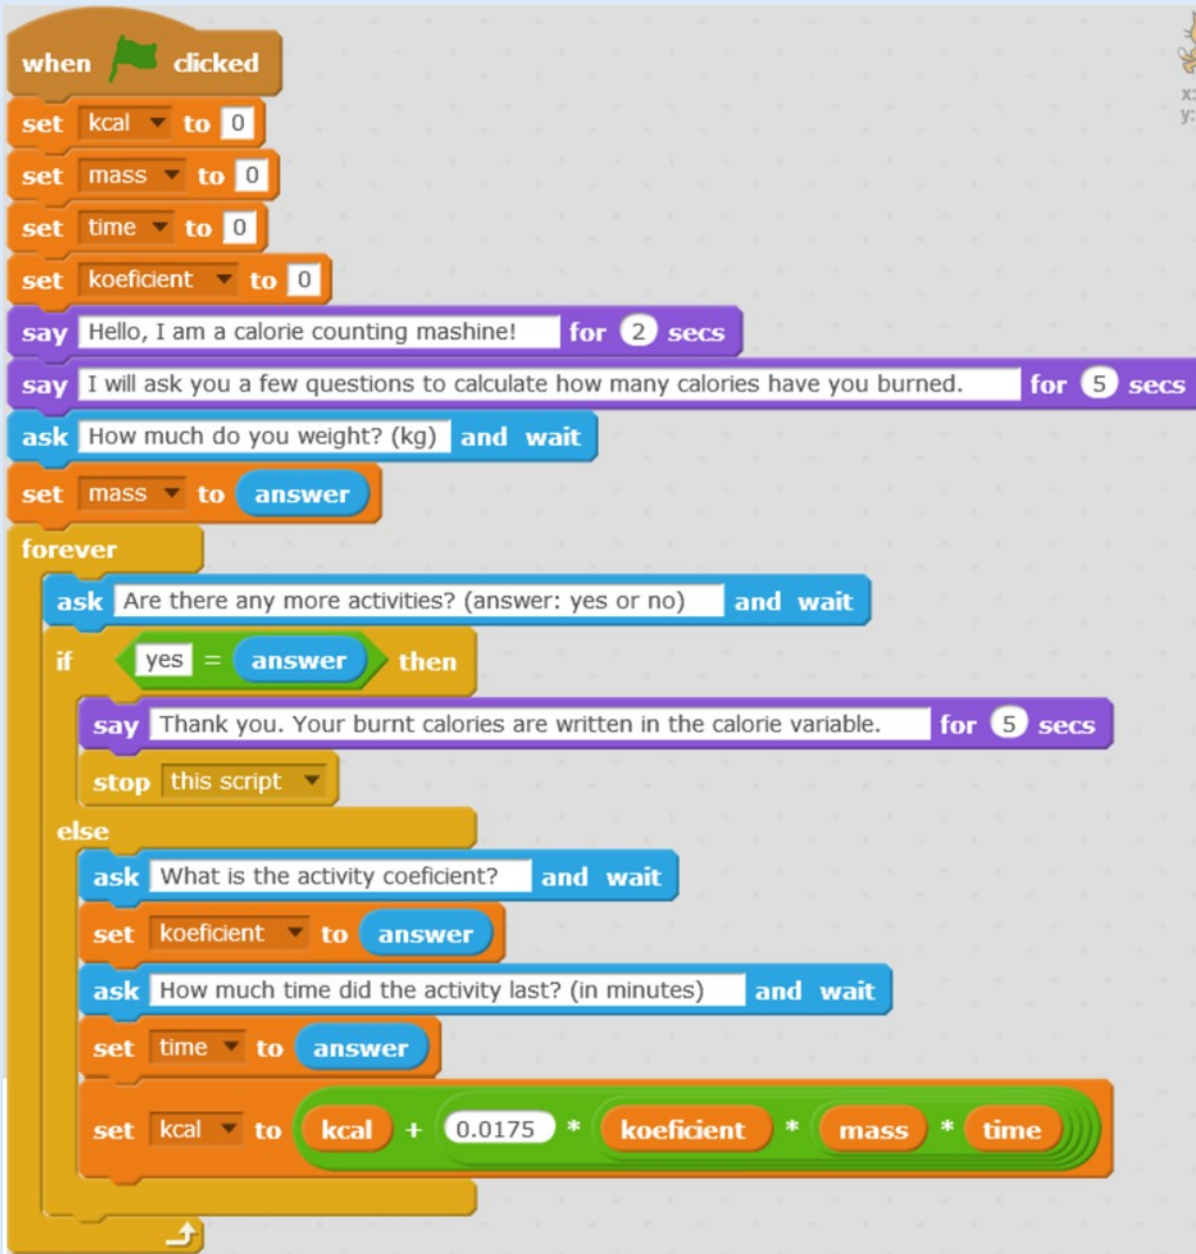 when clicked
set kcal to 0
set mass to 0
set time to 0
set koeficient to 0
say Hello, I am a calorie counting mashine! for 2 secs
say I will ask you a few questions to calculate how many calories have you burned. for 5 secs
ask How much do you weight? (kg) and wait
set mass to answer
forever
ask Are there any more activities? (answer: yes or no) and wait
if yes = answer then
say Thank you. Your burnt calories are written in the calorie variable. for 5 secs
stop this script
else
ask What is the activity coeficient? and wait
set koeficient to answer
ask How much time did the activity last? (in minutes) and wait
set time to answer
set kcal to kcal + 0.0175 * koeficient * mass * time
x:
y: